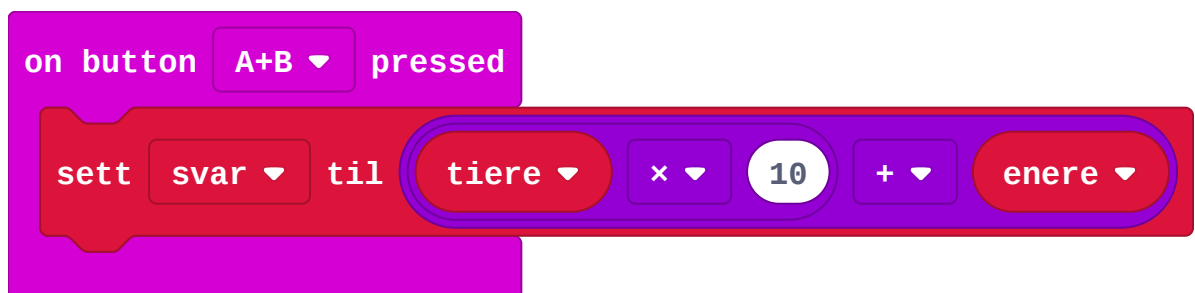 on button A+B pressed
sett svar til tiere × 10 + enere